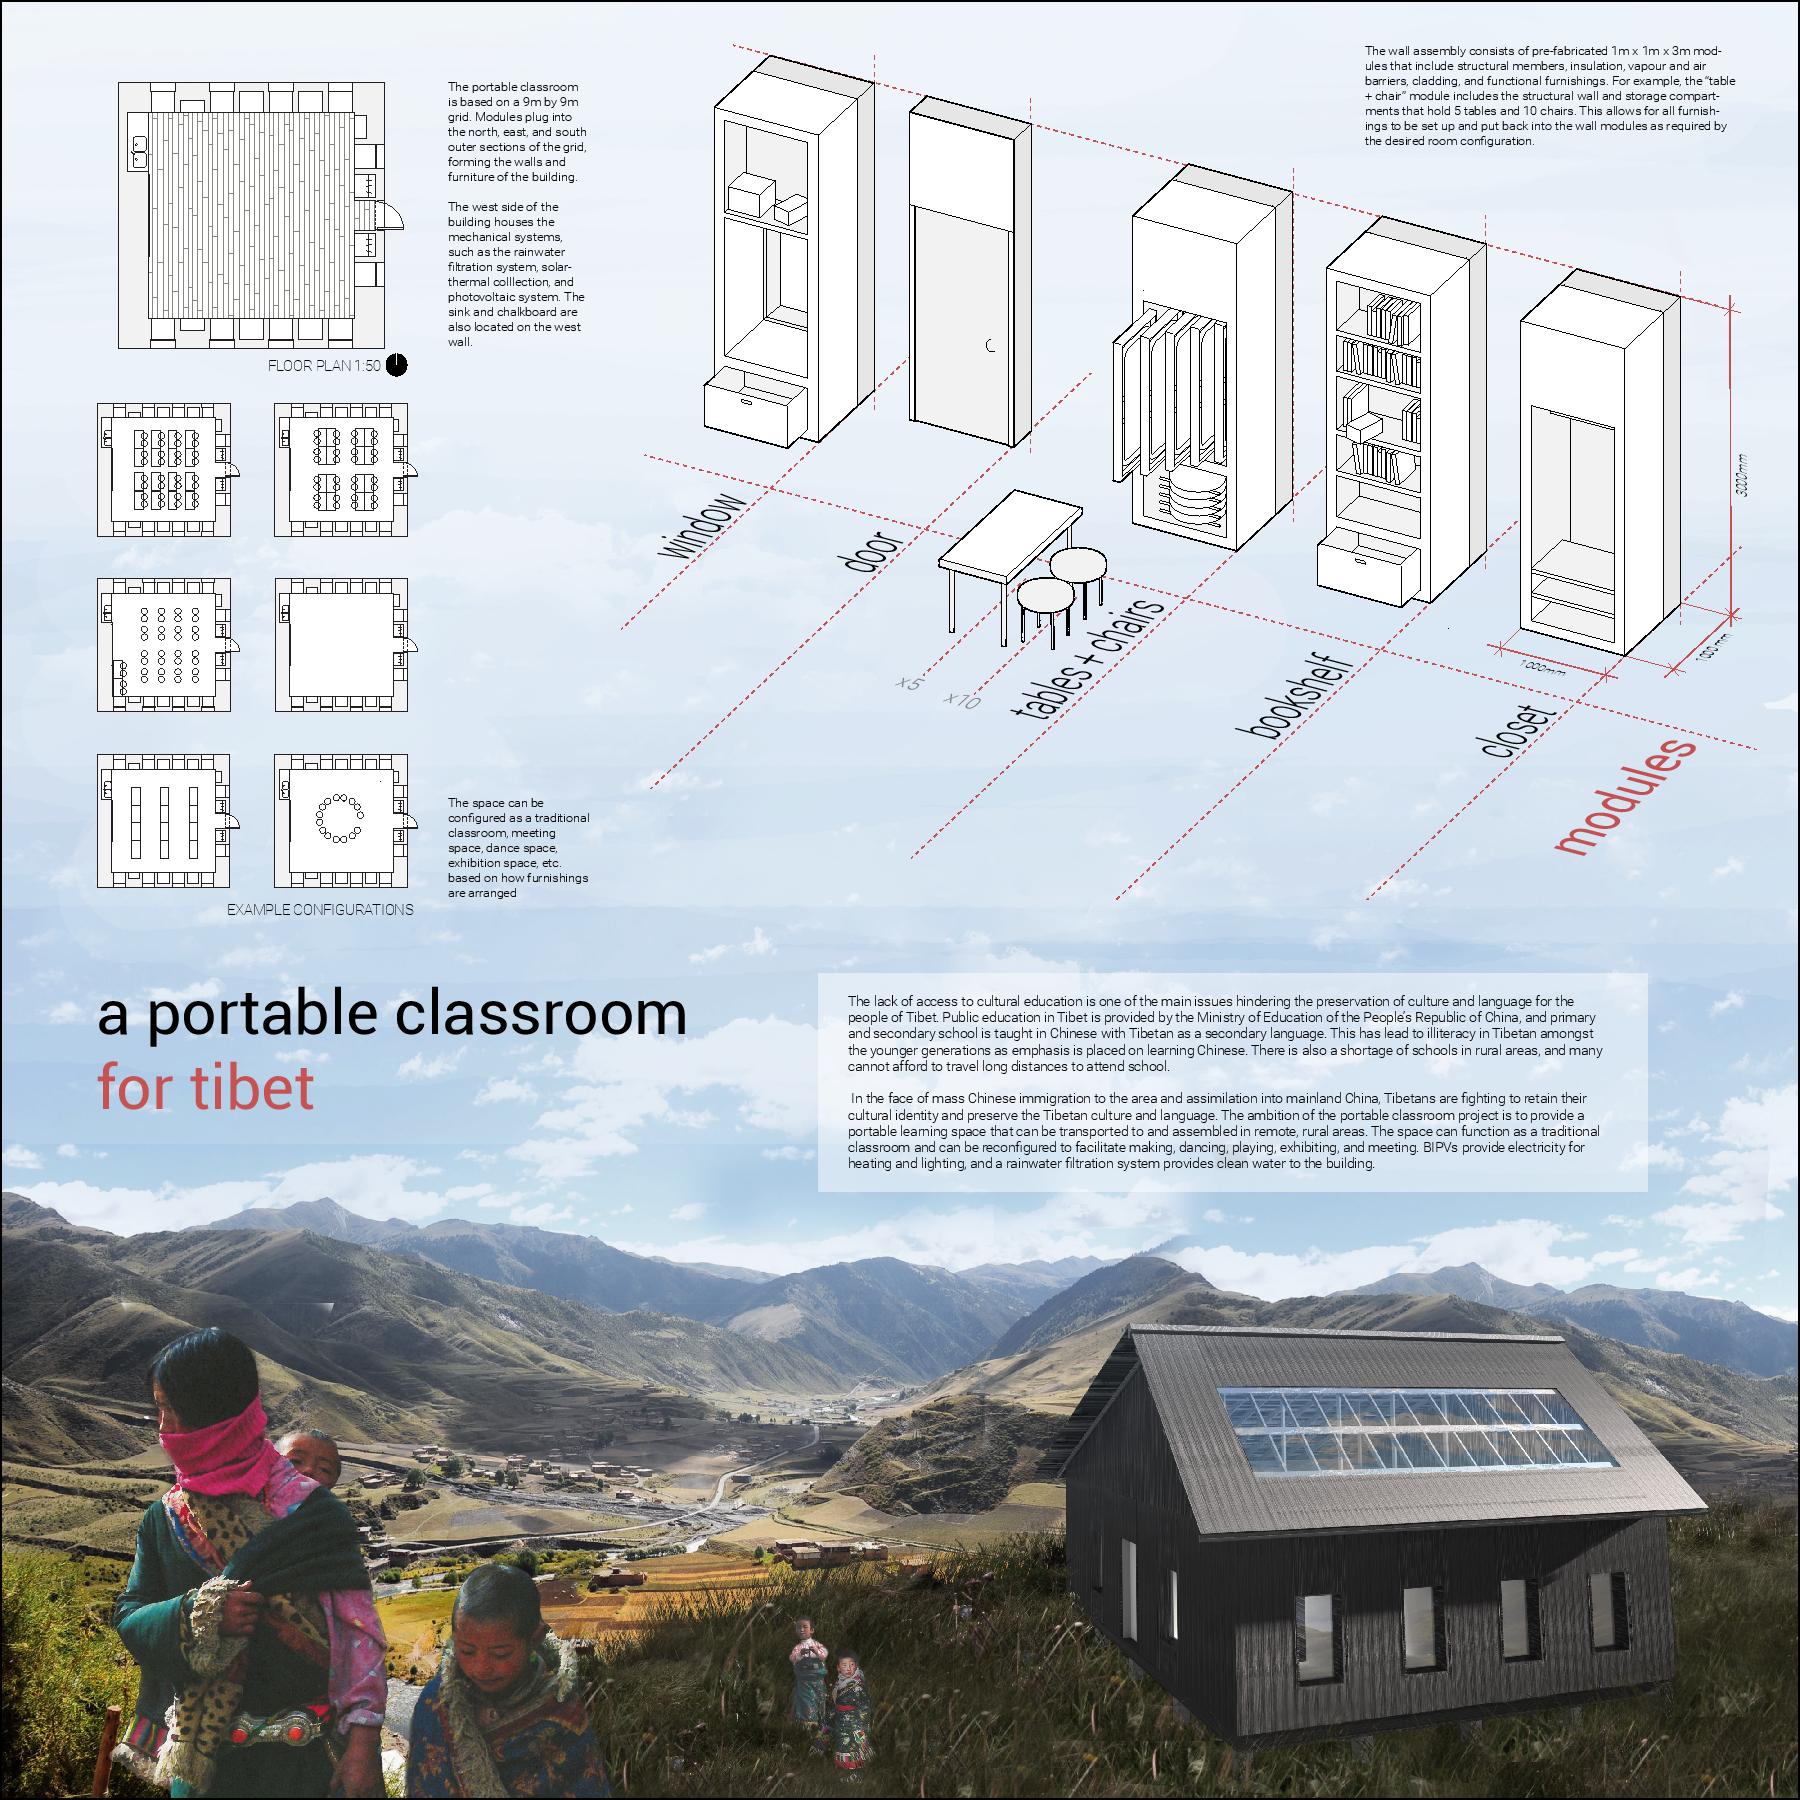 The portable classroom
is based on a 9m by 9m
grid. Modules plug into
the north, east, and south
outer sections of the grid,
forming the walls and
furniture of the building.
The west side of the
building houses the
mechanical systems,
such as the rainwater
filtration system, solar-
thermal colllection, and
photovoltaic system. The
sink and chalkboard are
also located on the west
wall.
FLOOR PLAN 1:50
The wall assembly consists of pre-fabricated 1m x 1m x 3m mod-
ules that include structural members, insulation, vapour and air
barriers, cladding, and functional furnishings. For example, the "table
+ chair" module includes the structural wall and storage compart-
ments that hold 5 tables and 10 chairs. This allows for all furnish-
ings to be set up and put back into the wall modules as required by
the desired room configuration.
window
door
x5
x10
tables + chairs
bookshelf
closet
modules
3000mm
1000mm
1000mm
The space can be
configured as a traditional
classroom, meeting
space, dance space,
exhibition space, etc.
based on how furnishings
are arranged
EXAMPLE CONFIGURATIONS
a portable classroom
for tibet
The lack of access to cultural education is one of the main issues hindering the preservation of culture and language for the
people of Tibet. Public education in Tibet is provided by the Ministry of Education of the People's Republic of China, and primary
and secondary school is taught in Chinese with Tibetan as a secondary language. This has lead to illiteracy in Tibetan amongst
the younger generations as emphasis is placed on learning Chinese. There is also a shortage of schools in rural areas, and many
cannot afford to travel long distances to attend school.
In the face of mass Chinese immigration to the area and assimilation into mainland China, Tibetans are fighting to retain their
cultural identity and preserve the Tibetan culture and language. The ambition of the portable classroom project is to provide a
portable learning space that can be transported to and assembled in remote, rural areas. The space can function as a traditional
classroom and can be reconfigured to facilitate making, dancing, playing, exhibiting, and meeting. BIPVs provide electricity for
heating and lighting, and a rainwater filtration system provides clean water to the building.